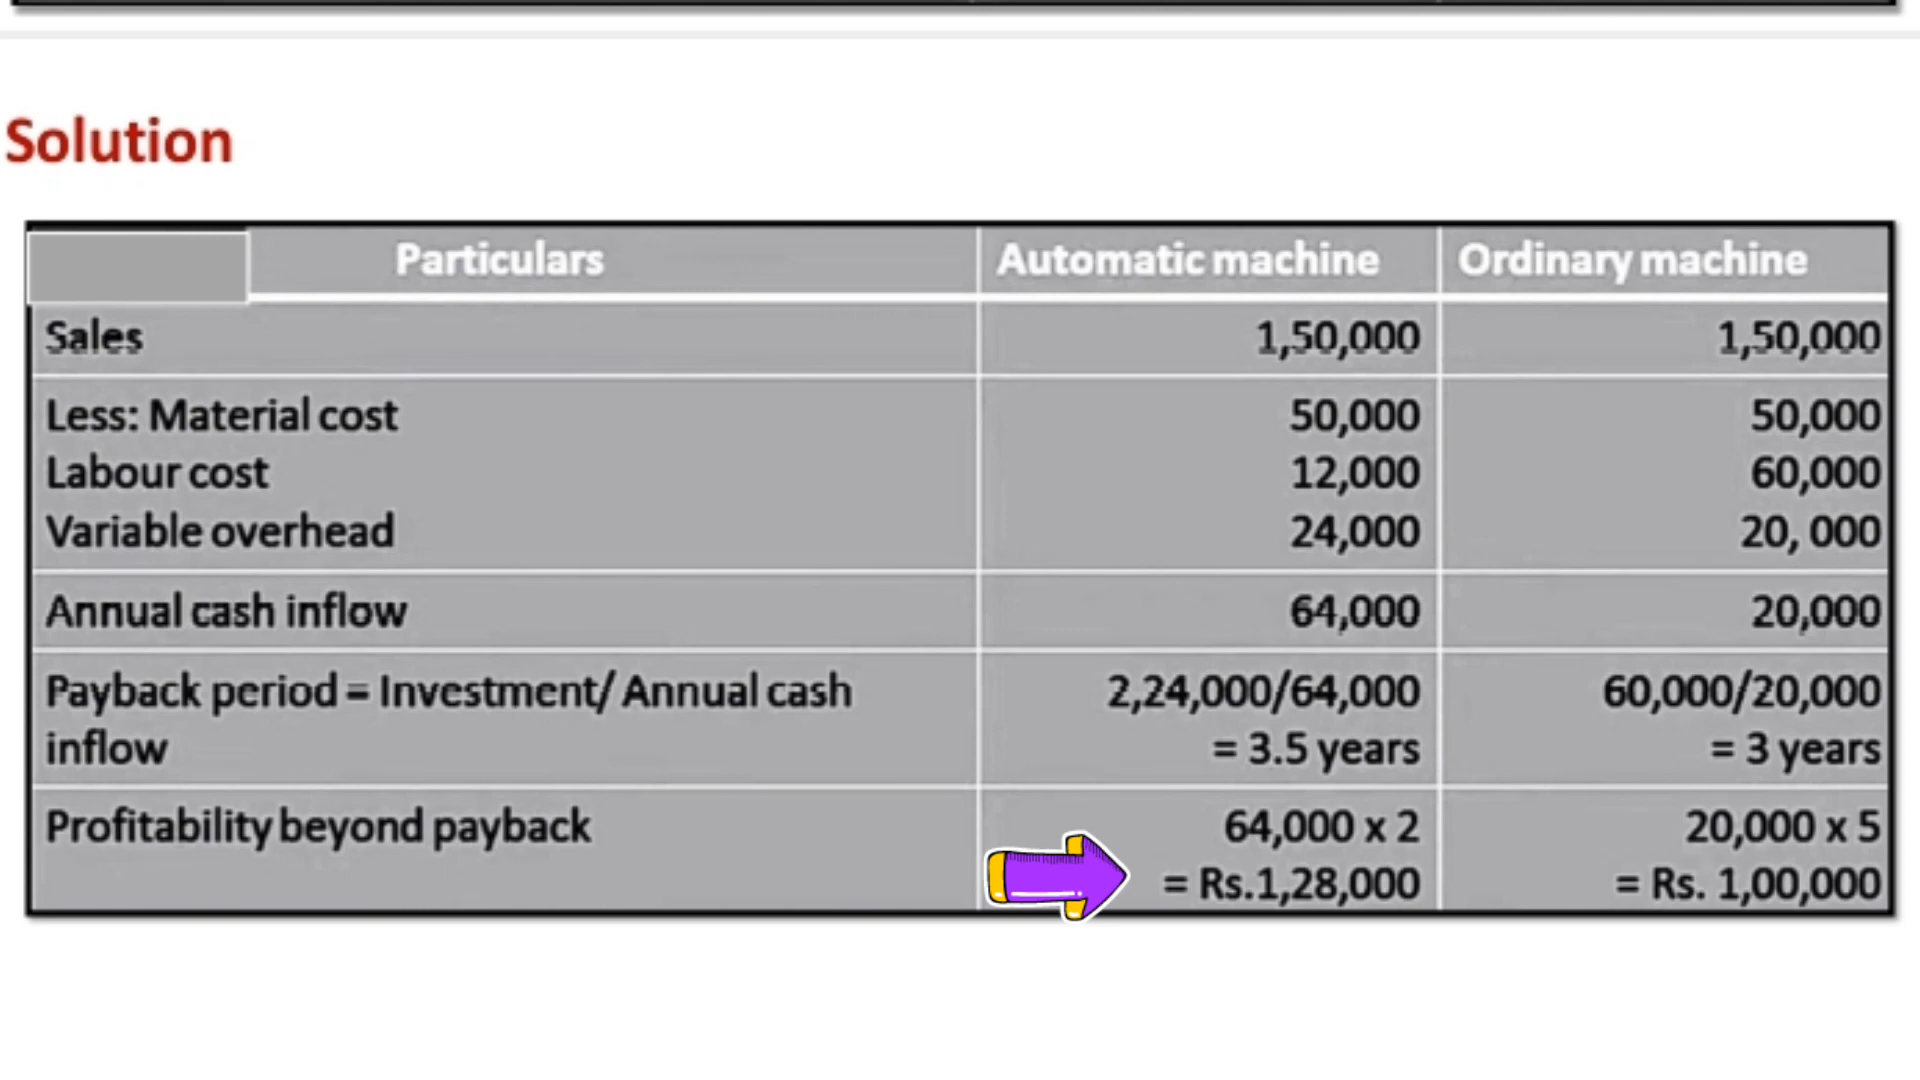 Solution
Particulars Automatic machine Ordinary machine
Sales 1,50,000 1,50,000
Less: Material cost 50,000 50,000
Labour cost 12,000 60,000
Variable overhead 24,000 20, 000
Annual cash inflow 64,000 20,000
Payback period = Investment/ Annual cash 2,24,000/64,000 60,000/20,000
inflow = 3.5 years = 3 years
Profitability beyond payback 64,000 x 2 20,000 x 5
= Rs.1,28,000 = Rs. 1,00,000